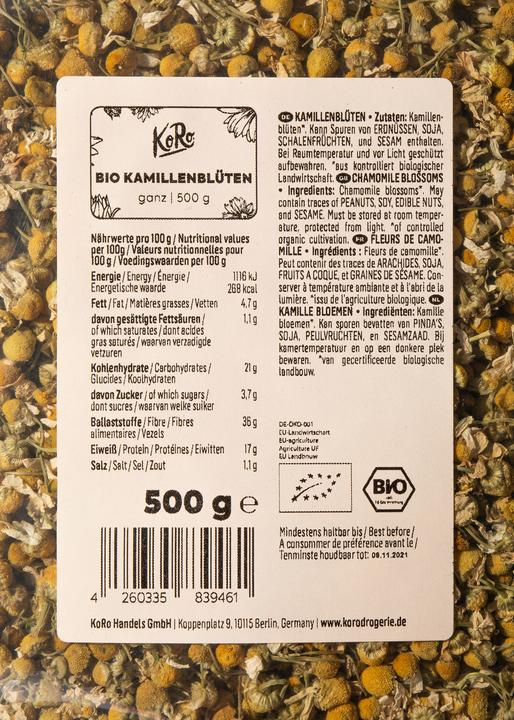 KoRo
BIO KAMILLENBLÜTEN
ganz | 500 g
Nährwerte pro 100 g / Nutritional values
per 100g / Valeurs nutritionnelles pour
100 g / Voedingswaarden per 100 g
Energie / Energy / Énergie / 1116 kJ
Energetische waarde 268 kcal
Fett / Fat / Matières grasses / Vetten 4,7 g
davon gesättigte Fettsäuren / 1,1 g
of which saturates / dont acides
gras saturés / waarvan verzadigde
vetzuren
Kohlenhydrate / Carbohydrates / 21 g
Glucides / Koolhydraten
davon Zucker / of which sugars / 3,7 g
dont sucres / waarvan welke suiker
Ballaststoffe / Fibre / Fibres 36 g
alimentaires / Vezels
Eiweiß / Protein / Protéines / Eiwitten 17 g
Salz / Salt / Sel / Zout 1,1 g
500 g e
4 260335 839461
DE KAMILLENBLÜTEN • Zutaten: Kamillen-
blüten*. Kann Spuren von ERDNÜSSEN, SOJA,
SCHALENFRÜCHTEN, und SESAM enthalten.
Bei Raumtemperatur und vor Licht geschützt
aufbewahren. *aus kontrolliert biologischer
Landwirtschaft. GB CHAMOMILE BLOSSOMS
• Ingredients: Chamomile blossoms*. May
contain traces of PEANUTS, SOY, EDIBLE NUTS,
and SESAME. Must be stored at room temper-
ature, protected from light. *of controlled
organic cultivation. FR FLEURS DE CAMO-
MILLE • Ingrédients : Fleurs de camomille*.
Peut contenir des traces de ARACHIDES, SOJA,
FRUITS A COQUE, et GRAINES DE SÉSAME. Con-
server à température ambiante et à l'abri de la
lumière. *issu de l'agriculture biologique. NL
KAMILLE BLOEMEN • Ingrediënten: Kamille
bloemen*. Kan sporen bevatten van PINDA'S,
SOJA, PEULVRUCHTEN, en SESAMZAAD. Bij
kamertemperatuur en op een donkere plek
bewaren. *van gecertificeerde biologische
landbouw.
DE-ÖKO-001
EU-Landwirtschaft
EU-agriculture
Agriculture UF
EU Landbouw
BIO
Mindestens haltbar bis / Best before /
A consommer de préférence avant le /
Tenminste houdbaar tot: 09.11.2021
KoRo Handels GmbH | Koppenplatz 9, 10115 Berlin, Germany | www.korodrogerie.de